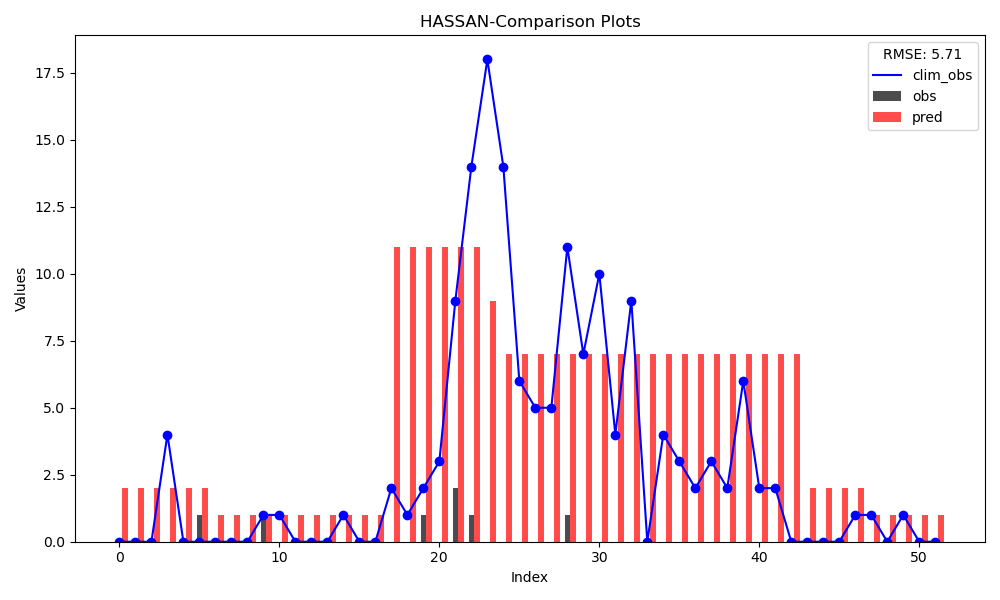 HASSAN-Comparison Plots
RMSE: 5.71
clim_obs
obs
pred
17.5
15.0
12.5
10.0
7.5
5.0
2.5
0.0
Values
0 10 20 30 40 50
Index